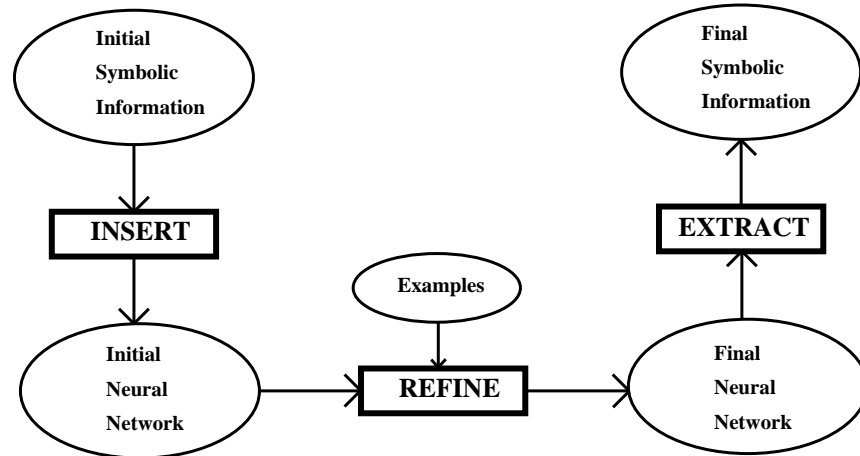 Initial
Symbolic
Information
INSERT
Initial
Neural
Network
Examples
REFINE
Final
Neural
Network
EXTRACT
Final
Symbolic
Information